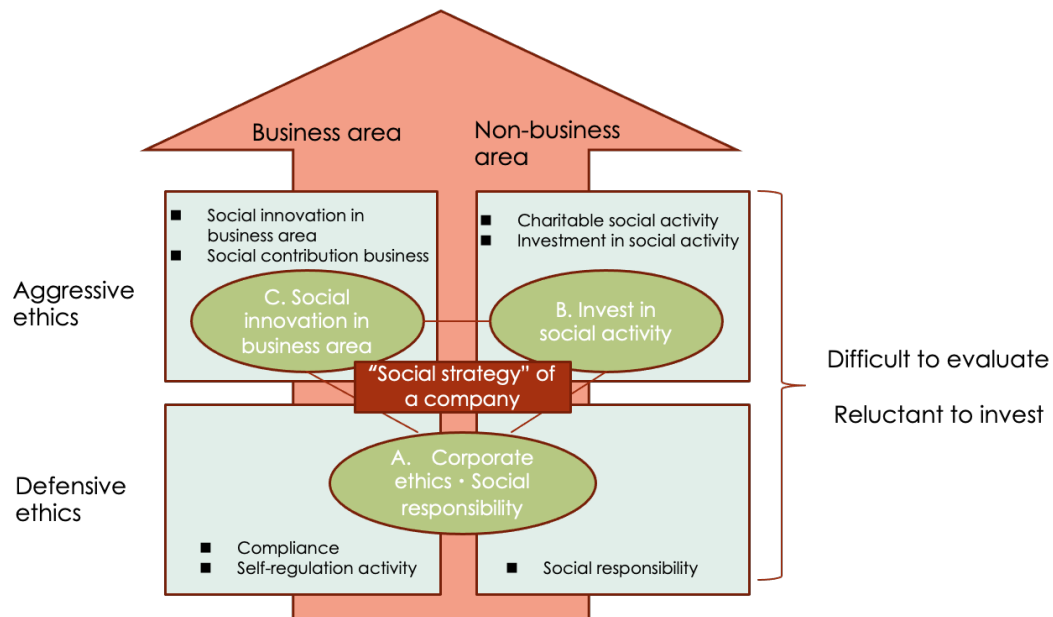 Business area
Non-business
area
■ Social innovation in
business area
■ Social contribution business
■ Charitable social activity
■ Investment in social activity
Aggressive
ethics
C. Social
innovation in
business area
B. Invest in
social activity
“Social strategy” of
a company
Difficult to evaluate
Reluctant to invest
Defensive
ethics
A. Corporate
ethics・Social
responsibility
■ Compliance
■ Self-regulation activity
■ Social responsibility